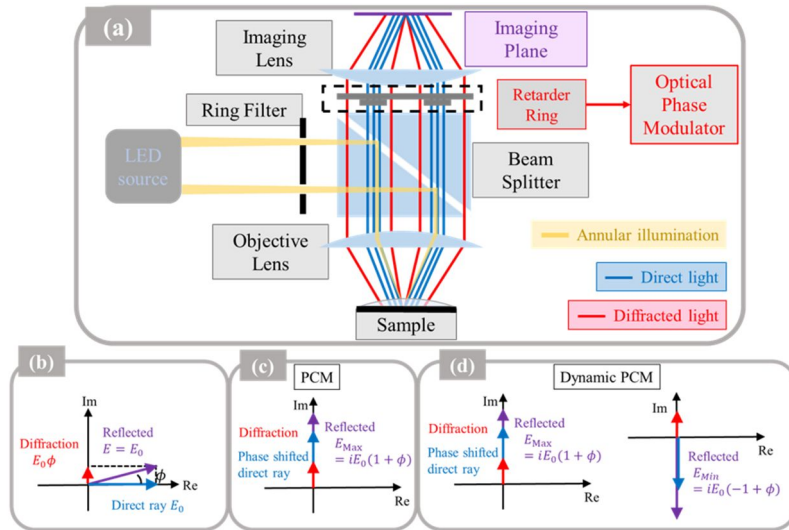 (a)
Imaging
Lens
Imaging
Plane
Ring Filter
Retarder
Ring
Optical
Phase
Modulator
LED
source
Beam
Splitter
Objective
Lens
Annular illumination
Direct light
Diffracted light
Sample
(b)
Im
Diffraction
E₀ϕ
Reflected
E = E₀
ϕ
Re
Direct ray E₀
(c)
PCM
Im
Diffraction
Phase shifted
direct ray
Reflected
E_Max
= iE₀(1 + ϕ)
Re
(d)
Dynamic PCM
Im
Diffraction
Phase shifted
direct ray
Reflected
E_Max
= iE₀(1 + ϕ)
Re
Im
Re
Reflected
E_Min
= iE₀(−1 + ϕ)